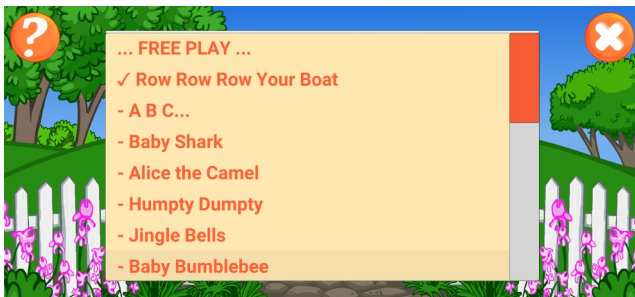 ?
... FREE PLAY ...
✓ Row Row Row Your Boat
- A B C...
- Baby Shark
- Alice the Camel
- Humpty Dumpty
- Jingle Bells
- Baby Bumblebee